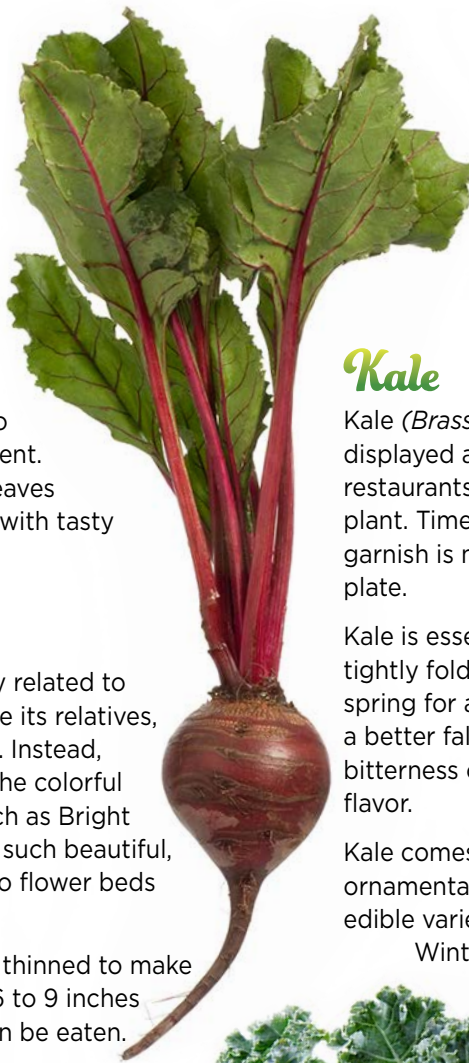 ent.
eaves
with tasty
related to
e its relatives,
. Instead,
he colorful
ch as Bright
such beautiful,
o flower beds
thinned to make
6 to 9 inches
n be eaten.
Kale
Kale (Brass
displayed a
restaurants
plant. Time
garnish is
plate.
Kale is esse
tightly fold
spring for a
a better fal
bitterness
flavor.
Kale comes
ornamenta
edible varie
Wint